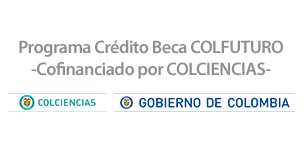 Programa Crédito Beca COLFUTURO
-Cofinanciado por COLCIENCIAS-
COLCIENCIAS GOBIERNO DE COLOMBIA